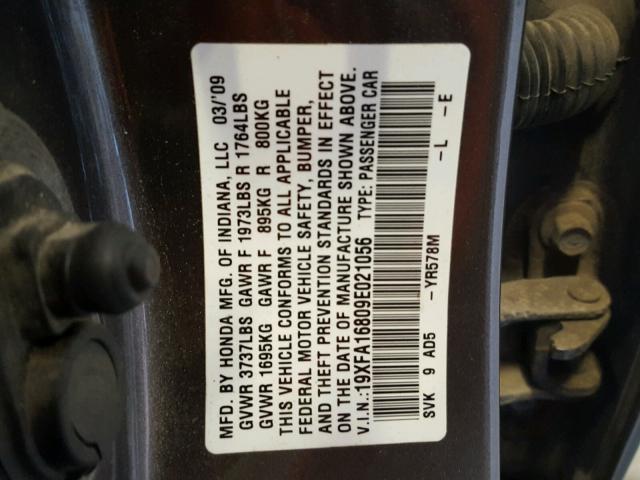 MFD. BY HONDA MFG. OF INDIANA, LLC 03/'09
GVWR 3737LBS GAWR F 1973LBS R 1764LBS
GVWR 1695KG GAWR F 895KG R 800KG
THIS VEHICLE CONFORMS TO ALL APPLICABLE
FEDERAL MOTOR VEHICLE SAFETY, BUMPER,
AND THEFT PREVENTION STANDARDS IN EFFECT
ON THE DATE OF MANUFACTURE SHOWN ABOVE.
V.I.N.:19XFA16809E021056 TYPE: PASSENGER CAR
SVK 9 AD5 -YR578M -L -E